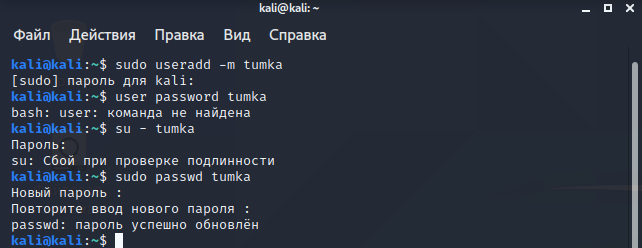 kali@kali: ~
Файл Действия Правка Вид Справка
kali@kali:~$ sudo useradd -m tumka
[sudo] пароль для kali:
kali@kali:~$ user password tumka
bash: user: команда не найдена
kali@kali:~$ su - tumka
Пароль:
su: Сбой при проверке подлинности
kali@kali:~$ sudo passwd tumka
Новый пароль :
Повторите ввод нового пароля :
passwd: пароль успешно обновлён
kali@kali:~$